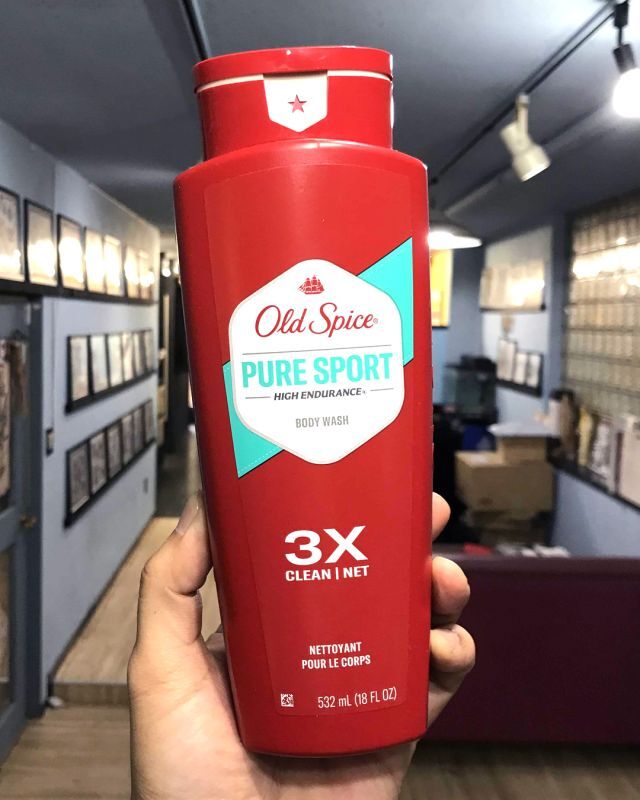 Old Spice®
PURE SPORT
HIGH ENDURANCE
BODY WASH
3X
CLEAN | NET
NETTOYANT
POUR LE CORPS
532 mL (18 FL OZ)